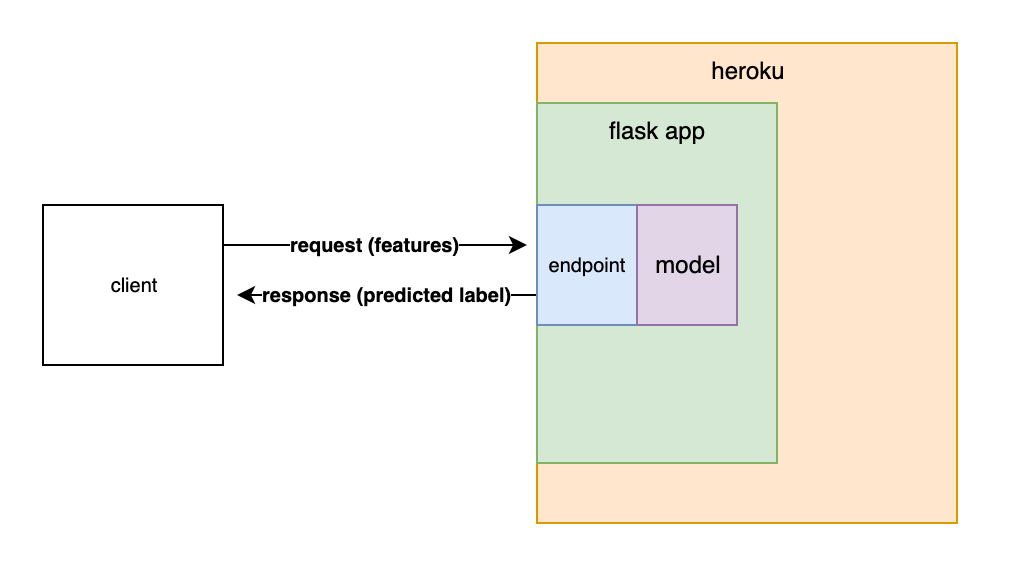 heroku
flask app
request (features)
endpoint
model
client
response (predicted label)